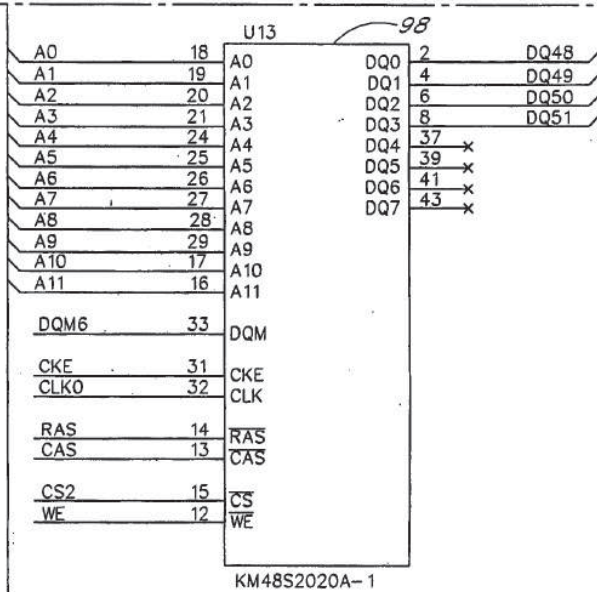 U13 98
A0 18 A0 DQ0 2 DQ48
A1 19 A1 DQ1 4 DQ49
A2 20 A2 DQ2 6 DQ50
A3 21 A3 DQ3 8 DQ51
A4 24 A4 DQ4 37 x
A5 25 A5 DQ5 39 x
A6 26 A6 DQ6 41 x
A7 27 A7 DQ7 43 x
A8 28 A8
A9 29 A9
A10 17 A10
A11 16 A11
DQM6 33 DQM
CKE 31 CKE
CLK0 32 CLK
RAS 14 RAS
CAS 13 CAS
CS2 15 CS
WE 12 WE
KM48S2020A-1